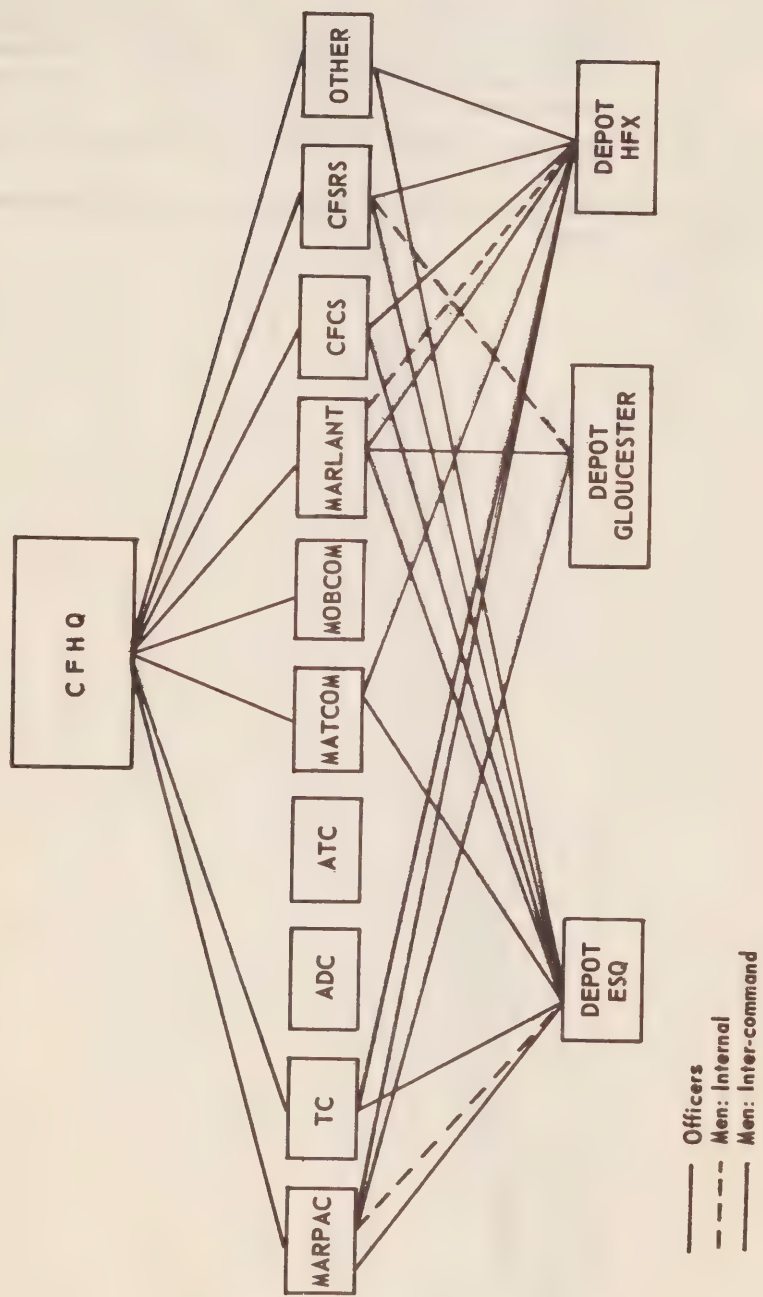 CFHQ
MARPAC
TC
ADC
ATC
MATCOM
MOBCOM
MARLANT
CFCS
CFSRS
OTHER
DEPOT
ESQ
DEPOT
GLOUCESTER
DEPOT
HFX
Officers
Men: Internal
Men: Inter-command